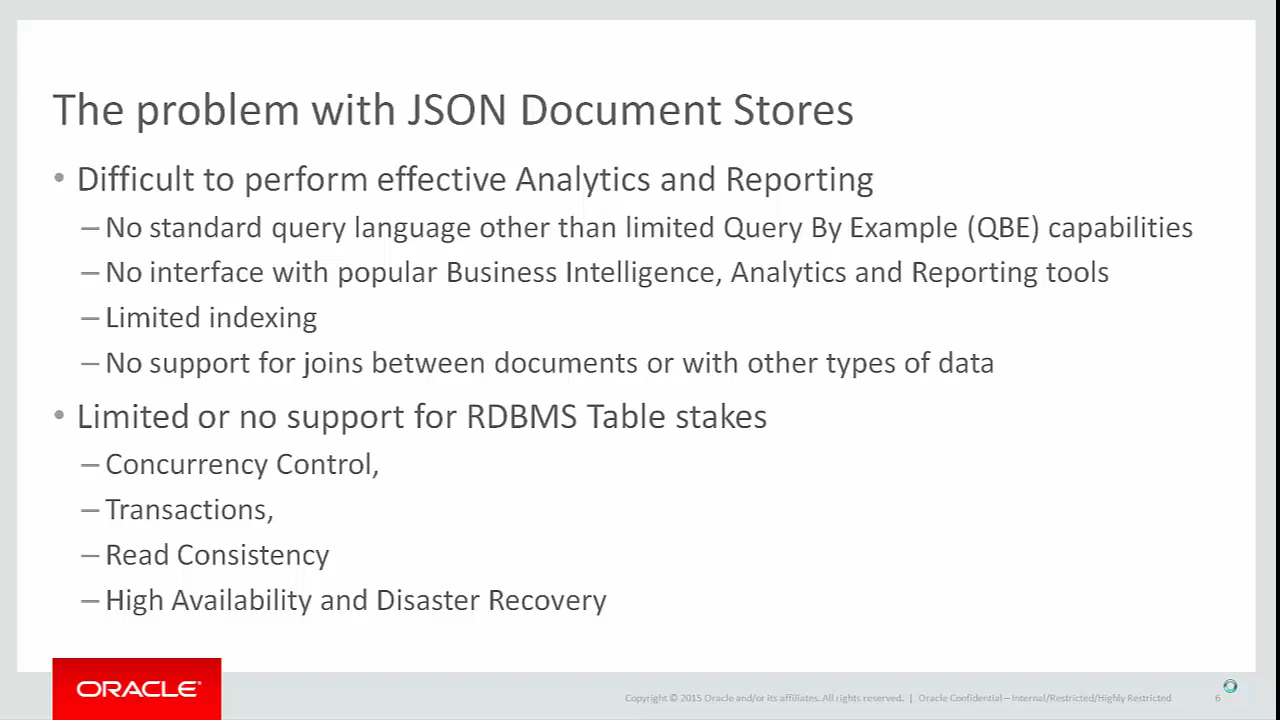 The problem with JSON Document Stores
• Difficult to perform effective Analytics and Reporting
– No standard query language other than limited Query By Example (QBE) capabilities
– No interface with popular Business Intelligence, Analytics and Reporting tools
– Limited indexing
– No support for joins between documents or with other types of data
• Limited or no support for RDBMS Table stakes
– Concurrency Control,
– Transactions,
– Read Consistency
– High Availability and Disaster Recovery
ORACLE®
Copyright © 2015 Oracle and/or its affiliates. All rights reserved. | Oracle Confidential – Internal/Restricted/Highly Restricted 6